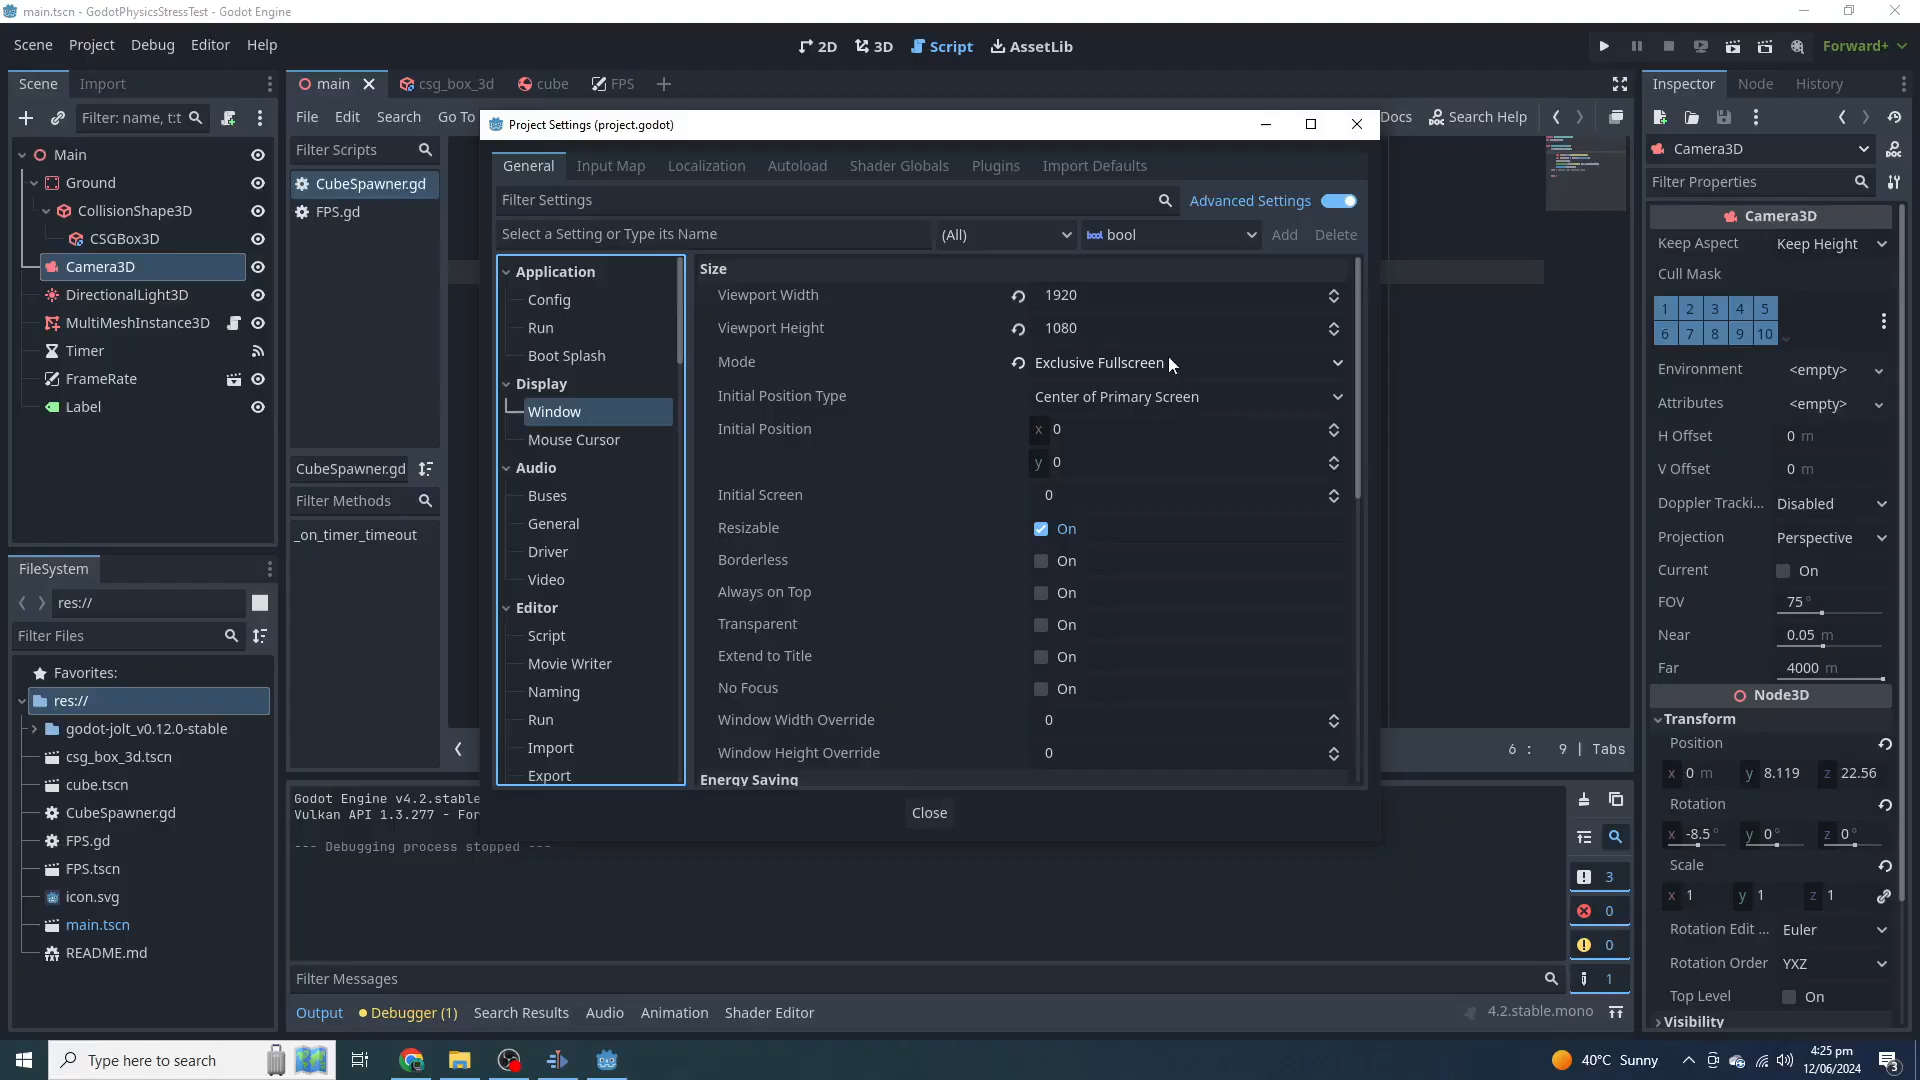 main.tscn - GodotPhysicsStressTest - Godot Engine
Scene Project Debug Editor Help
2D 3D Script AssetLib
Forward+
Scene Import
main csg_box_3d cube FPS
Inspector Node History
Filter: name, t:t
File Edit Search Go To
Docs Search Help
Project Settings (project.godot)
General Input Map Localization Autoload Shader Globals Plugins Import Defaults
Filter Settings
Advanced Settings
Select a Setting or Type its Name
(All)
bool
Add Delete
Main
Ground
CollisionShape3D
CSGBox3D
Camera3D
DirectionalLight3D
MultiMeshInstance3D
Timer
FrameRate
Label
Filter Scripts
CubeSpawner.gd
FPS.gd
CubeSpawner.gd
Filter Methods
_on_timer_timeout
Application
Config
Run
Boot Splash
Display
Window
Mouse Cursor
Audio
Buses
General
Driver
Video
Editor
Script
Movie Writer
Naming
Run
Import
Export
Size
Viewport Width 1920
Viewport Height 1080
Mode Exclusive Fullscreen
Initial Position Type Center of Primary Screen
Initial Position x 0
y 0
Initial Screen 0
Resizable On
Borderless On
Always on Top On
Transparent On
Extend to Title On
No Focus On
Window Width Override 0
Window Height Override 0
Energy Saving
Close
Camera3D
Filter Properties
Camera3D
Keep Aspect Keep Height
Cull Mask
1 2 3 4 5
6 7 8 9 10
Environment <empty>
Attributes <empty>
H Offset 0 m
V Offset 0 m
Doppler Tracki... Disabled
Projection Perspective
Current On
FOV 75 °
Near 0.05 m
Far 4000 m
Node3D
Transform
Position
x 0 m y 8.119 z 22.56
Rotation
x -8.5 ° y 0 ° z 0 °
Scale
x 1 y 1 z 1
Rotation Edit ... Euler
Rotation Order YXZ
Top Level On
Visibility
FileSystem
res://
Filter Files
Favorites:
res://
godot-jolt_v0.12.0-stable
csg_box_3d.tscn
cube.tscn
CubeSpawner.gd
FPS.gd
FPS.tscn
icon.svg
main.tscn
README.md
6 : 9 | Tabs
Godot Engine v4.2.stable
Vulkan API 1.3.277 - For
--- Debugging process stopped ---
3
0
0
1
Filter Messages
Output Debugger (1) Search Results Audio Animation Shader Editor
4.2.stable.mono
Type here to search
40°C Sunny
4:25 pm
12/06/2024
3